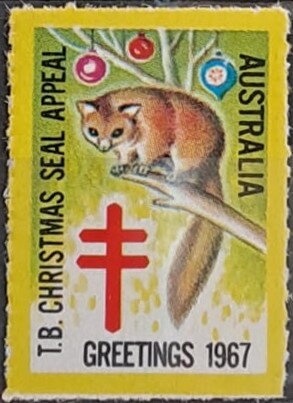 T.B. CHRISTMAS SEAL APPEAL
AUSTRALIA
GREETINGS 1967